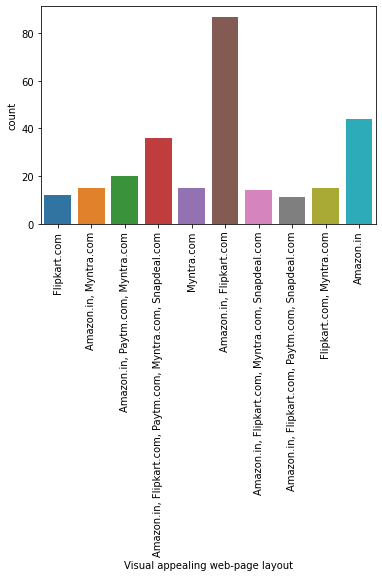 80
60
40
20
0
count
Flipkart.com
Amazon.in, Myntra.com
Amazon.in, Paytm.com, Myntra.com
Amazon.in, Flipkart.com, Paytm.com, Myntra.com, Snapdeal.com
Myntra.com
Amazon.in, Flipkart.com
Amazon.in, Flipkart.com, Myntra.com, Snapdeal.com
Amazon.in, Flipkart.com, Paytm.com, Snapdeal.com
Flipkart.com, Myntra.com
Amazon.in
Visual appealing web-page layout